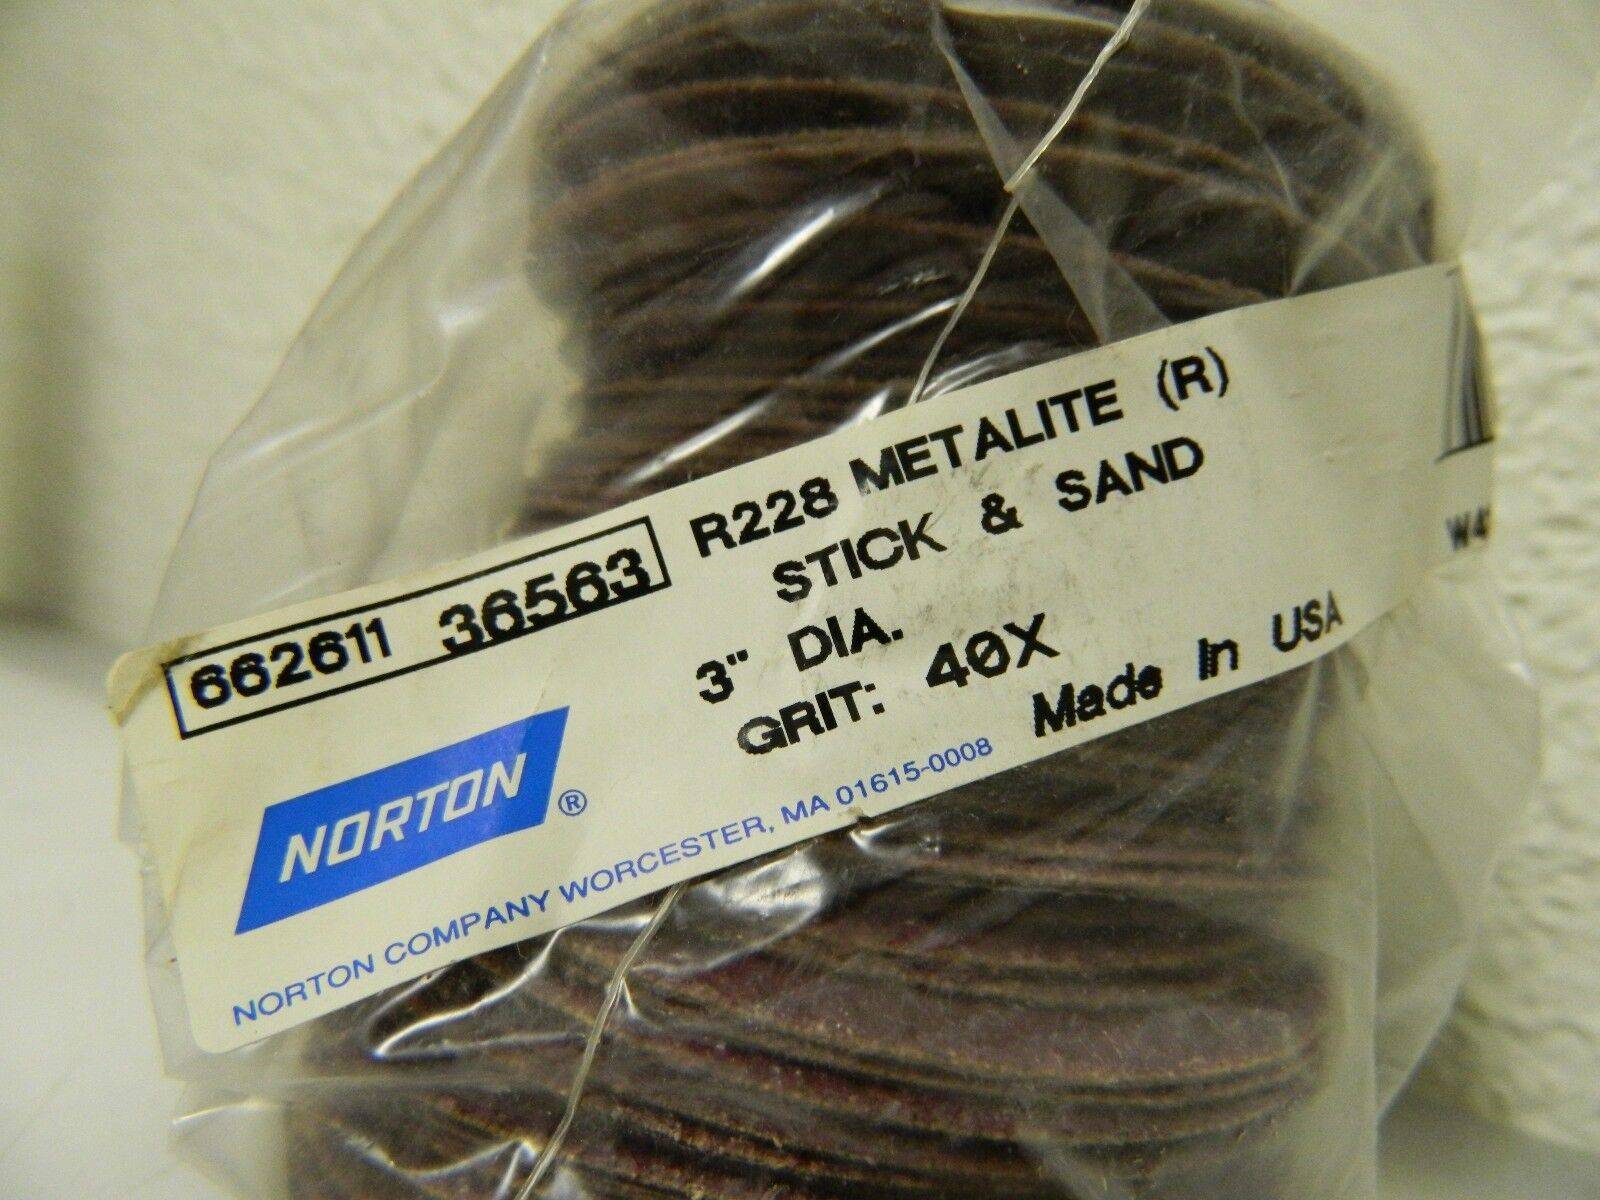 662611 36563
R228 METALITE (R)
STICK & SAND
3" DIA.
GRIT: 40X
Made In USA
NORTON ®
NORTON COMPANY WORCESTER, MA 01615-0008